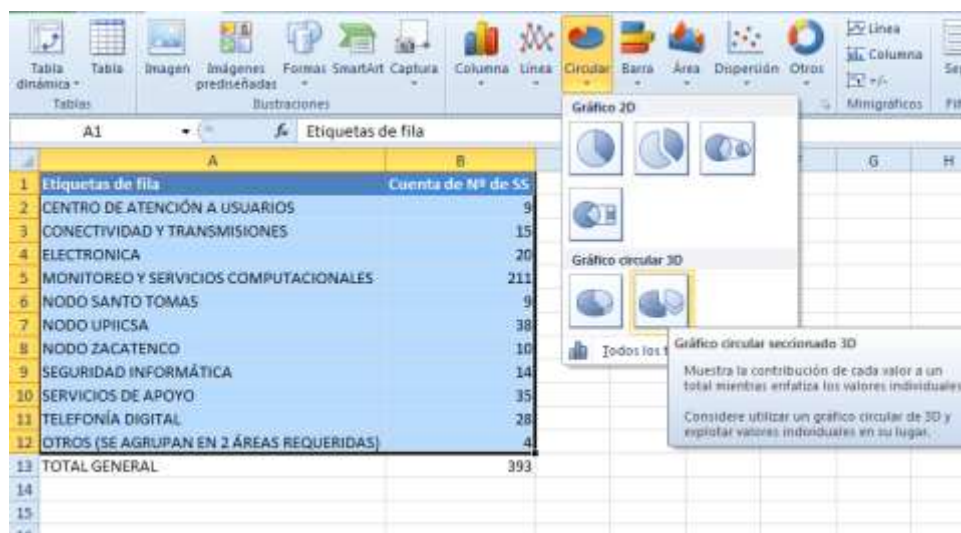 Tabla dinámica Tabla Imagen Imágenes prediseñadas Formas SmartArt Captura Columna Línea Circular Barra Área Dispersión Otros
Línea
Columna
+/-
Tablas Ilustraciones Minigráficos
A1 fx Etiquetas de fila
A B G H
1 Etiquetas de fila Cuenta de Nº de SS
2 CENTRO DE ATENCIÓN A USUARIOS 9
3 CONECTIVIDAD Y TRANSMISIONES 15
4 ELECTRONICA 20
5 MONITOREO Y SERVICIOS COMPUTACIONALES 211
6 NODO SANTO TOMAS 9
7 NODO UPIICSA 38
8 NODO ZACATENCO 10
9 SEGURIDAD INFORMÁTICA 14
10 SERVICIOS DE APOYO 35
11 TELEFONÍA DIGITAL 28
12 OTROS (SE AGRUPAN EN 2 ÁREAS REQUERIDAS) 4
13 TOTAL GENERAL 393
14
15
Gráfico 2D
Gráfico circular 3D
Todos los
Gráfico circular seccionado 3D
Muestra la contribución de cada valor a un
total mientras enfatiza los valores individuales
Considere utilizar un gráfico circular de 3D y
explotar valores individuales en su lugar.